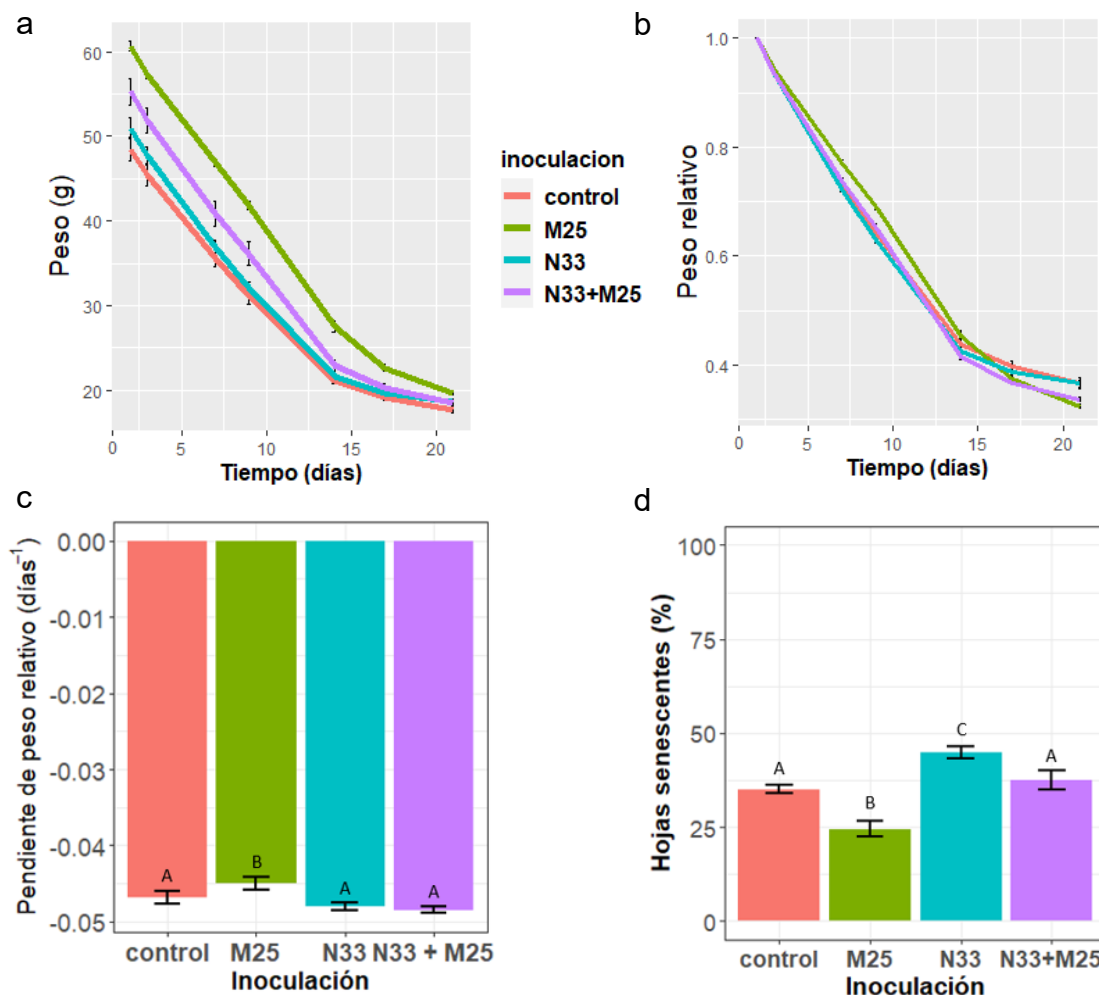 a
60
50
40
30
20
Peso (g)
0
5
10
15
20
Tiempo (días)
inoculacion
control
M25
N33
N33+M25
b
1.0
0.8
0.6
0.4
Peso relativo
0
5
10
15
20
Tiempo (días)
c
0.00
-0.01
-0.02
-0.03
-0.04
-0.05
Pendiente de peso relativo (días⁻¹)
A
B
A
A
control M25 N33 N33 + M25
Inoculación
d
100
75
50
25
0
Hojas senescentes (%)
A
B
C
A
control M25 N33 N33+M25
Inoculación